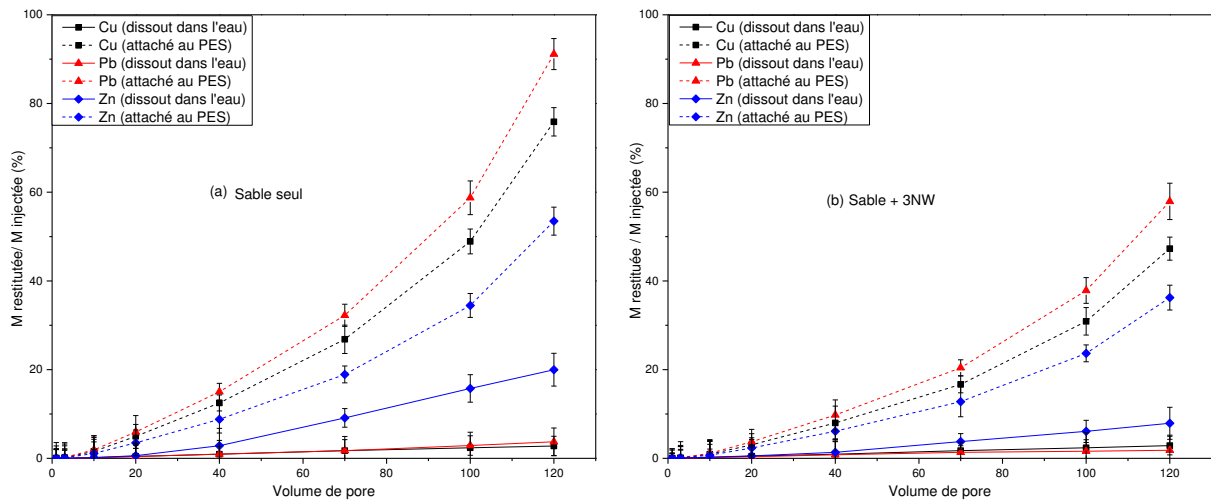 Cu (dissout dans l'eau)
Cu (attaché au PES)
Pb (dissout dans l'eau)
Pb (attaché au PES)
Zn (dissout dans l'eau)
Zn (attaché au PES)
(a) Sable seul
M restitutée/ M injectée (%)
100
80
60
40
20
0
0 20 40 60 80 100 120
Volume de pore
Cu (dissout dans l'eau)
Cu (attaché au PES)
Pb (dissout dans l'eau)
Pb (attaché au PES)
Zn (dissout dans l'eau)
Zn (attaché au PES)
(b) Sable + 3NW
M restituée / M injectée (%)
100
80
60
40
20
0
0 20 40 60 80 100 120
Volume de pore